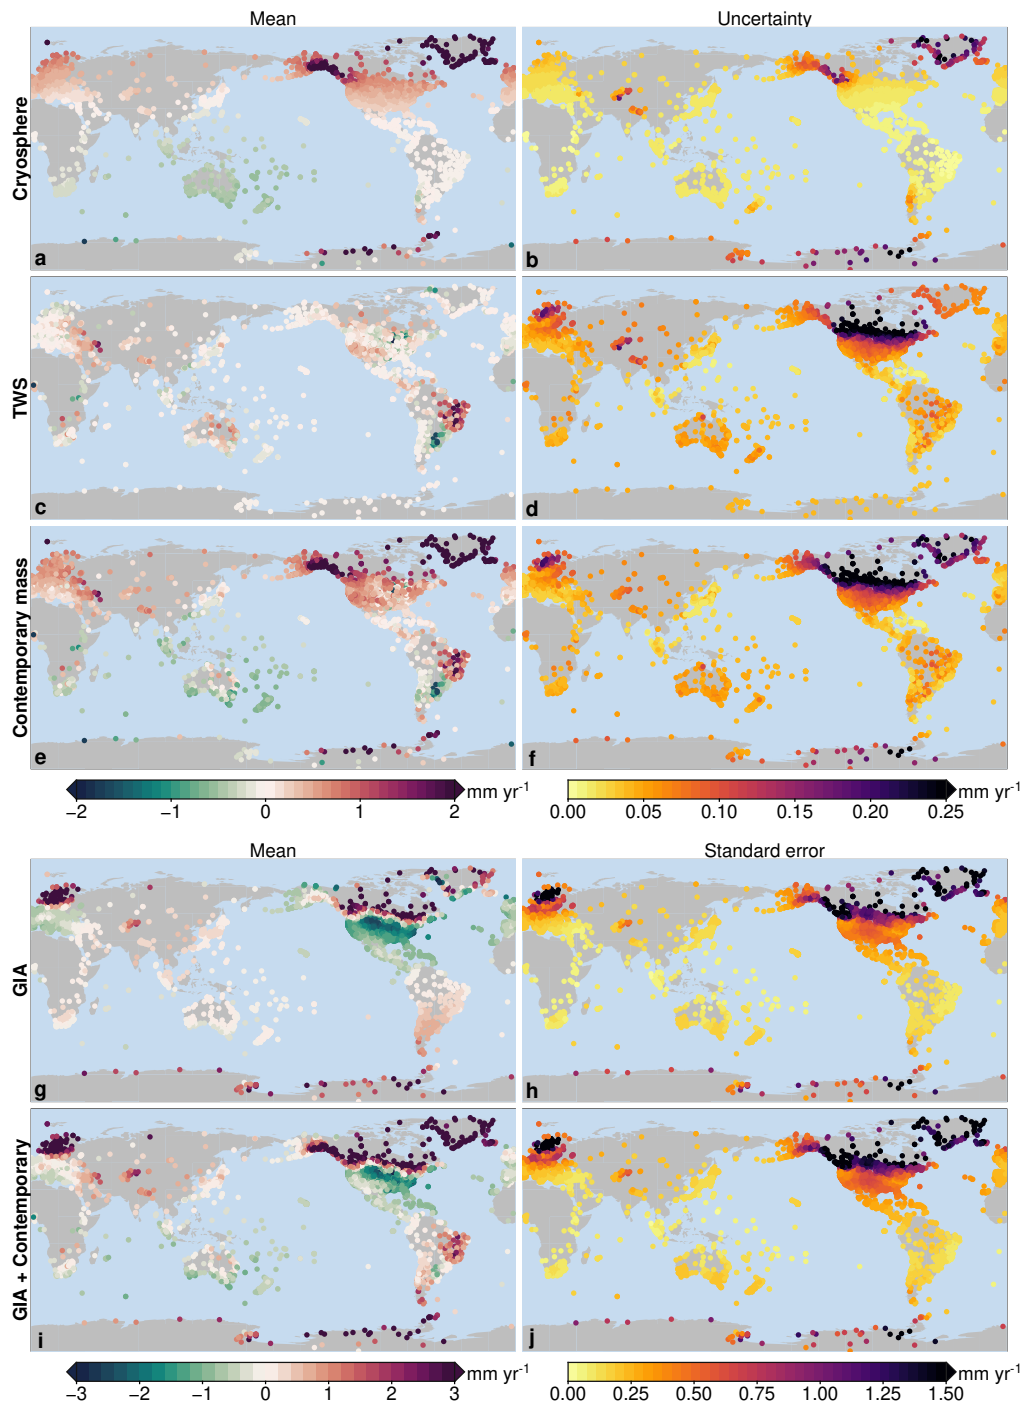 Mean Uncertainty
Cryosphere
a b
TWS
c d
Contemporary mass
e f
−2 −1 0 1 2 mm yr⁻¹ 0.00 0.05 0.10 0.15 0.20 0.25 mm yr⁻¹
Mean Standard error
GIA
g h
GIA + Contemporary
i j
−3 −2 −1 0 1 2 3 mm yr⁻¹ 0.00 0.25 0.50 0.75 1.00 1.25 1.50 mm yr⁻¹